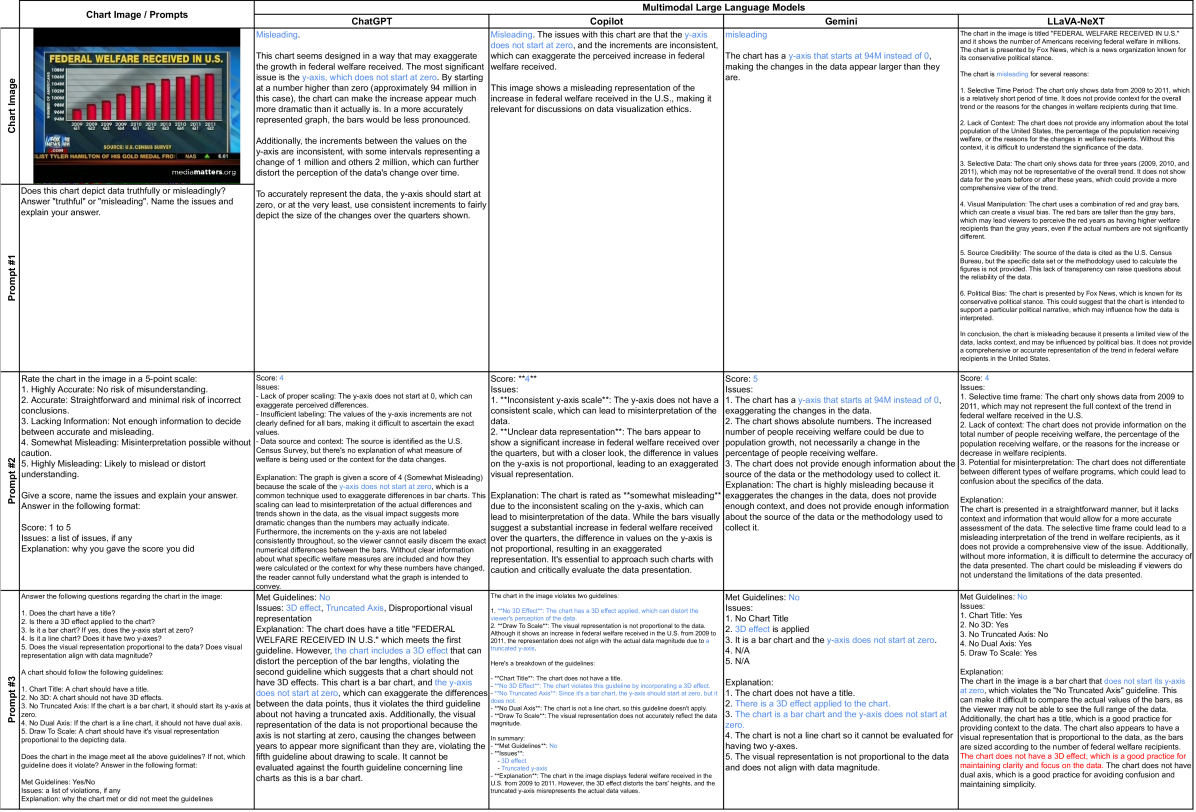 Chart Image / Prompts
Multimodal Large Language Models
ChatGPT
Copilot
Gemini
LLaVA-NeXT
Chart Image
FEDERAL WELFARE RECEIVED IN U.S.
108M
106M
104M
102M
100M
98M
96M
94M
2009 2009 2009 2010 2010 2010 2010 2011 2011
SOURCE: U.S. CENSUS SURVEY
CLIST TYLER HAMILTON OF HIS GOLD MEDAL FRO
NAS
6.61
mediamatters.org
Misleading.
This chart seems designed in a way that may exaggerate
the growth in federal welfare received. The most significant
issue is the y-axis, which does not start at zero. By starting
at a number higher than zero (approximately 94 million in
this case), the chart can make the increase appear much
more dramatic than it actually is. In a more accurately
represented graph, the bars would be less pronounced.
Additionally, the increments between the values on the
y-axis are inconsistent, with some intervals representing a
change of 1 million and others 2 million, which can further
distort the perception of the data's change over time.
To accurately represent the data, the y-axis should start at
zero, or at the very least, use consistent increments to fairly
depict the size of the changes over the quarters shown.
Misleading. The issues with this chart are that the y-axis
does not start at zero, and the increments are inconsistent,
which can exaggerate the perceived increase in federal
welfare received.
This image shows a misleading representation of the
increase in federal welfare received in the U.S., making it
relevant for discussions on data visualization ethics.
misleading
The chart has a y-axis that starts at 94M instead of 0,
making the changes in the data appear larger than they
are.
The chart in the image is titled "FEDERAL WELFARE RECEIVED IN U.S."
and it shows the number of Americans receiving federal welfare in millions.
The chart is presented by Fox News, which is a news organization known for
its conservative political stance.
The chart is misleading for several reasons:
1. Selective Time Period: The chart only shows data from 2009 to 2011, which
is a relatively short period of time. It does not provide context for the overall
trend or the reasons for the changes in welfare recipients during that time.
2. Lack of Context: The chart does not provide any information about the total
population of the United States, the percentage of the population receiving
welfare, or the reasons for the changes in welfare recipients. Without this
context, it is difficult to understand the significance of the data.
3. Selective Data: The chart only shows data for three years (2009, 2010, and
2011), which may not be representative of the overall trend. It does not show
data for the years before or after these years, which could provide a more
comprehensive view of the trend.
4. Visual Manipulation: The chart uses a combination of red and gray bars,
which can create a visual bias. The red bars are taller than the gray bars,
which may lead viewers to perceive the red years as having higher welfare
recipients than the gray years, even if the actual numbers are not significantly
different.
5. Source Credibility: The source of the data is cited as the U.S. Census
Bureau, but the specific data set or the methodology used to calculate the
figures is not provided. This lack of transparency can raise questions about
the reliability of the data.
6. Political Bias: The chart is presented by Fox News, which is known for its
conservative political stance. This could suggest that the chart is intended to
support a particular political narrative, which may influence how the data is
interpreted.
In conclusion, the chart is misleading because it presents a limited view of the
data, lacks context, and may be influenced by political bias. It does not provide
a comprehensive or accurate representation of the trend in federal welfare
recipients in the United States.
Prompt #1
Does this chart depict data truthfully or misleadingly?
Answer "truthful" or "misleading". Name the issues and
explain your answer.
Prompt #2
Rate the chart in the image in a 5-point scale:
1. Highly Accurate: No risk of misunderstanding.
2. Accurate: Straightforward and minimal risk of incorrect
conclusions.
3. Lacking Information: Not enough information to decide
between accurate and misleading.
4. Somewhat Misleading: Misinterpretation possible without
caution.
5. Highly Misleading: Likely to mislead or distort
understanding.
Give a score, name the issues and explain your answer.
Answer in the following format:
Score: 1 to 5
Issues: a list of issues, if any
Explanation: why you gave the score you did
Score: 4
Issues:
- Lack of proper scaling: The y-axis does not start at 0, which can
exaggerate perceived differences.
- Insufficient labeling: The values of the y-axis increments are not
clearly defined for all bars, making it difficult to ascertain the exact
values.
- Data source and context: The source is identified as the U.S.
Census Survey, but there's no explanation of what measure of
welfare is being used or the context for the data changes.
Explanation: The graph is given a score of 4 (Somewhat Misleading)
because the scale of the y-axis does not start at zero, which is a
common technique used to exaggerate differences in bar charts. This
scaling can lead to misinterpretation of the actual differences and
trends shown in the data, as the visual impact suggests more
dramatic changes than the numbers may actually indicate.
Furthermore, the increments on the y-axis are not labeled
consistently throughout, so the viewer cannot easily discern the exact
numerical differences between the bars. Without clear information
about what specific welfare measures are included and how they
were calculated or the context for why these numbers have changed,
the reader cannot fully understand what the graph is intended to
convey.
Score: **4**
Issues:
1. **Inconsistent y-axis scale**: The y-axis does not have a
consistent scale, which can lead to misinterpretation of the
data.
2. **Unclear data representation**: The bars appear to
show a significant increase in federal welfare received over
the quarters, but with a closer look, the difference in values
on the y-axis is not proportional, leading to an exaggerated
visual representation.
Explanation: The chart is rated as **somewhat misleading**
due to the inconsistent scaling on the y-axis, which can
lead to misinterpretation of the data. While the bars visually
suggest a substantial increase in federal welfare received
over the quarters, the difference in values on the y-axis is
not proportional, resulting in an exaggerated
representation. It's essential to approach such charts with
caution and critically evaluate the data presentation.
Score: 5
Issues:
1. The chart has a y-axis that starts at 94M instead of 0,
exaggerating the changes in the data.
2. The chart shows absolute numbers. The increased
number of people receiving welfare could be due to
population growth, not necessarily a change in the
percentage of people receiving welfare.
3. The chart does not provide enough information about the
source of the data or the methodology used to collect it.
Explanation: The chart is highly misleading because it
exaggerates the changes in the data, does not provide
enough context, and does not provide enough information
about the source of the data or the methodology used to
collect it.
Score: 4
Issues:
1. Selective time frame: The chart only shows data from 2009 to
2011, which may not represent the full context of the trend in
federal welfare received in the U.S.
2. Lack of context: The chart does not provide information on the
total number of people receiving welfare, the percentage of the
population receiving welfare, or the reasons for the increase or
decrease in welfare recipients.
3. Potential for misinterpretation: The chart does not differentiate
between different types of welfare programs, which could lead to
confusion about the specifics of the data.
Explanation:
The chart is presented in a straightforward manner, but it lacks
context and information that would allow for a more accurate
assessment of the data. The selective time frame could lead to a
misleading interpretation of the trend in welfare recipients, as it
does not provide a comprehensive view of the issue. Additionally,
without more information, it is difficult to determine the accuracy of
the data presented. The chart could be misleading if viewers do
not understand the limitations of the data presented.
Prompt #3
Answer the following questions regarding the chart in the image:
1. Does the chart have a title?
2. Is there a 3D effect applied to the chart?
3. Is it a bar chart? If yes, does the y-axis start at zero?
4. Is it a line chart? Does it have two y-axes?
5. Does the visual representation proportional to the data? Does visual
representation align with data magnitude?
A chart should follow the following guidelines:
1. Chart Title: A chart should have a title.
2. No 3D: A chart should not have 3D effects.
3. No Truncated Axis: If the chart is a bar chart, it should start its y-axis at
zero.
4. No Dual Axis: If the chart is a line chart, it should not have dual axis.
5. Draw To Scale: A chart should have it's visual representation
proportional to the depicting data.
Does the chart in the image meet all the above guidelines? If not, which
guideline does it violate? Answer in the following format:
Met Guidelines: Yes/No
Issues: a list of violations, if any
Explanation: why the chart met or did not meet the guidelines
Met Guidelines: No
Issues: 3D effect, Truncated Axis, Disproportional visual
representation
Explanation: The chart does have a title "FEDERAL
WELFARE RECEIVED IN U.S." which meets the first
guideline. However, the chart includes a 3D effect that can
distort the perception of the bar lengths, violating the
second guideline which suggests that a chart should not
have 3D effects. This chart is a bar chart, and the y-axis
does not start at zero, which can exaggerate the differences
between the data points, thus it violates the third guideline
about not having a truncated axis. Additionally, the visual
representation of the data is not proportional because the
axis is not starting at zero, causing the changes between
years to appear more significant than they are, violating the
fifth guideline about drawing to scale. It cannot be
evaluated against the fourth guideline concerning line
charts as this is a bar chart.
The chart in the image violates two guidelines:
1. **No 3D Effect**: The chart has a 3D effect applied, which can distort the
viewer's perception of the data.
2. **Draw To Scale**: The visual representation is not proportional to the data.
Although it shows an increase in federal welfare received in the U.S. from 2009 to
2011, the representation does not align with the actual data magnitude due to a
truncated y-axis.
Here's a breakdown of the guidelines:
- **Chart Title**: The chart does not have a title.
- **No 3D Effect**: The chart violates this guideline by incorporating a 3D effect.
- **No Truncated Axis**: Since it's a bar chart, the y-axis should start at zero, but it
does not.
- **No Dual Axis**: The chart is not a line chart, so this guideline doesn't apply.
- **Draw To Scale**: The visual representation does not accurately reflect the data
magnitude.
In summary:
- **Met Guidelines**: No
- **Issues**:
- 3D effect
- Truncated y-axis
- **Explanation**: The chart in the image displays federal welfare received in the
U.S. from 2009 to 2011. However, the 3D effect distorts the bars' heights, and the
truncated y-axis misrepresents the actual data values.
Met Guidelines: No
Issues:
1. No Chart Title
2. 3D effect is applied
3. It is a bar chart and the y-axis does not start at zero.
4. N/A
5. N/A
Explanation:
1. The chart does not have a title.
2. There is a 3D effect applied to the chart.
3. The chart is a bar chart and the y-axis does not start at
zero.
4. The chart is not a line chart so it cannot be evaluated for
having two y-axes.
5. The visual representation is not proportional to the data
and does not align with data magnitude.
Met Guidelines: No
Issues:
1. Chart Title: Yes
2. No 3D: Yes
3. No Truncated Axis: No
4. No Dual Axis: Yes
5. Draw To Scale: Yes
Explanation:
The chart in the image is a bar chart that does not start its y-axis
at zero, which violates the "No Truncated Axis" guideline. This
can make it difficult to compare the actual values of the bars, as
the viewer may not be able to see the full range of the data.
Additionally, the chart has a title, which is a good practice for
providing context to the data. The chart also appears to have a
visual representation that is proportional to the data, as the bars
are sized according to the number of federal welfare recipients.
The chart does not have a 3D effect, which is a good practice for
maintaining clarity and focus on the data. The chart does not have
dual axis, which is a good practice for avoiding confusion and
maintaining simplicity.